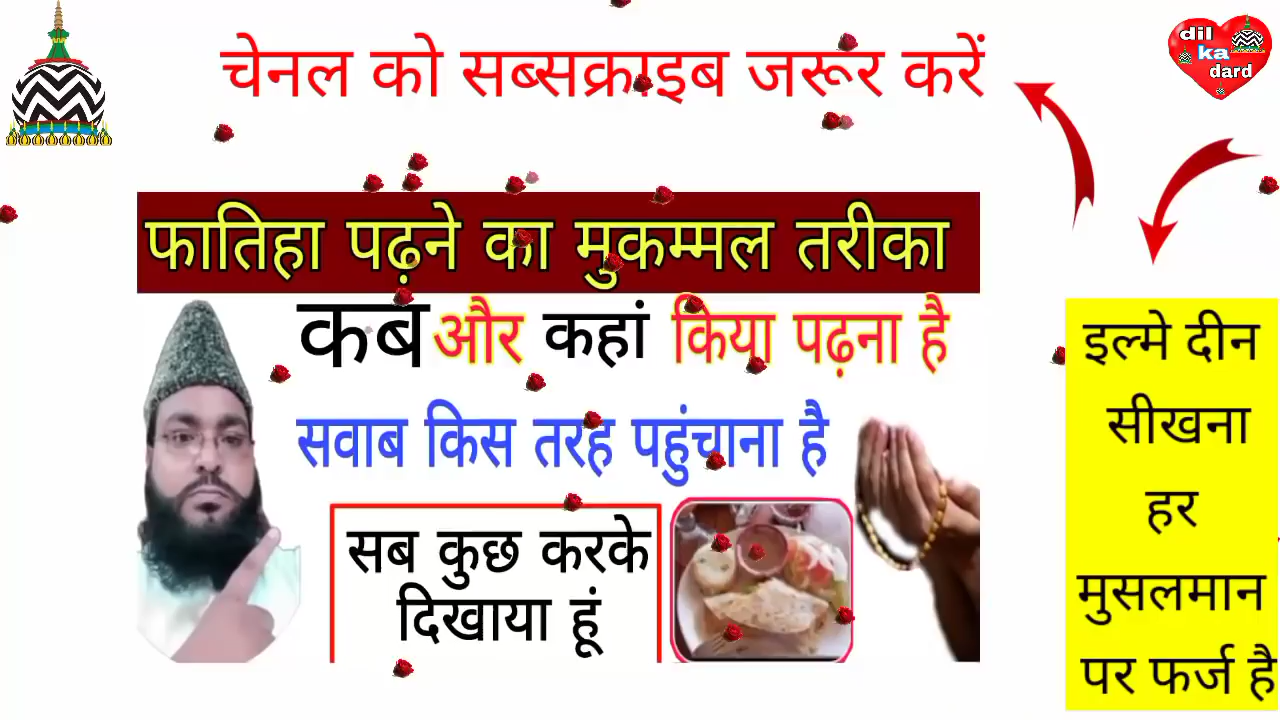 चेनल को सब्सक्राइब जरूर करें
dil
ka
dard
फातिहा पढ़ने का मुकम्मल तरीका
कब और कहां किया पढ़ना है
सवाब किस तरह पहुंचाना है
सब कुछ करके
दिखाया हूं
इल्मे दीन
सीखना
हर
मुसलमान
पर फर्ज है